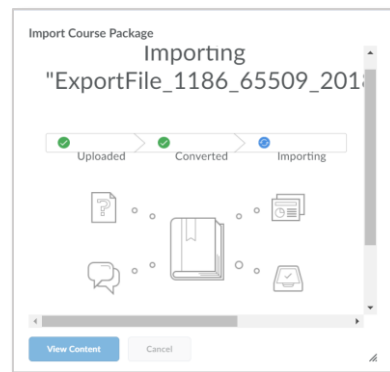 Import Course Package
Importing
"ExportFile_1186_65509_201
Uploaded
Converted
Importing
View Content
Cancel